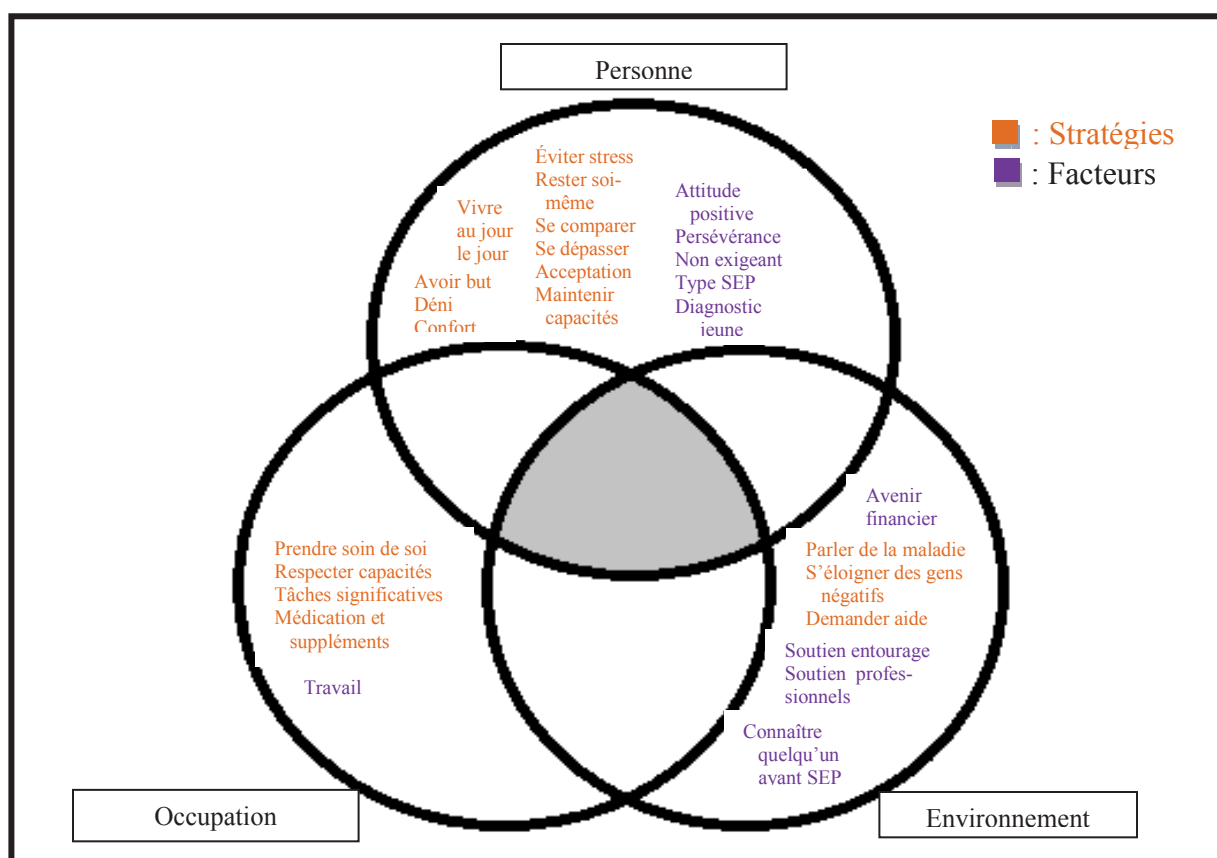 Personne
: Stratégies
: Facteurs
Vivre
au jour
le jour
Avoir but
Déni
Confort
Éviter stress
Rester soi-
même
Se comparer
Se dépasser
Acceptation
Maintenir
capacités
Attitude
positive
Persévérance
Non exigeant
Type SEP
Diagnostic
jeune
Prendre soin de soi
Respecter capacités
Tâches significatives
Médication et
suppléments
Travail
Avenir
financier
Parler de la maladie
S’éloigner des gens
négatifs
Demander aide
Soutien entourage
Soutien profes-
sionnels
Connaître
quelqu’un
ayant SEP
Occupation
Environnement